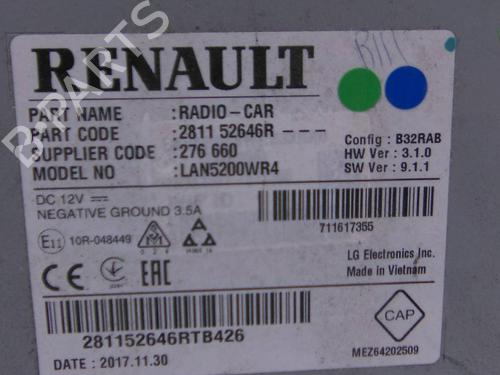 B-PARTS
RENAULT
PART NAME :RADIO-CAR
PART CODE :2811 52646R - - -
SUPPLIER CODE :276 660
MODEL NO :LAN5200WR4
Config : B32RAB
HW Ver : 3.1.0
SW Ver : 9.1.1
DC 12V
NEGATIVE GROUND 3.5A
E11 10R-048449
711617355
LG Electronics Inc.
Made in Vietnam
CE EAC
281152646RTB426
CAP
DATE : 2017.11.30
MEZ64202509